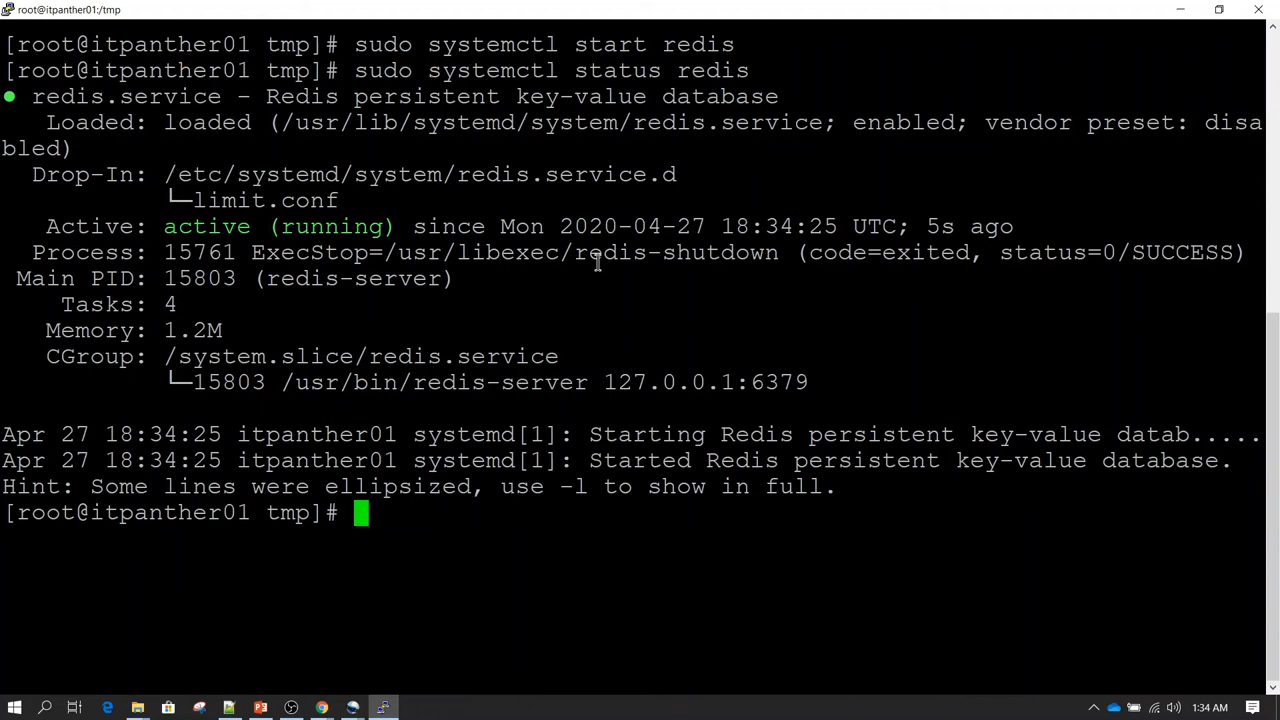 root@itpanther01:/tmp
[root@itpanther01 tmp]# sudo systemctl start redis
[root@itpanther01 tmp]# sudo systemctl status redis
● redis.service - Redis persistent key-value database
   Loaded: loaded (/usr/lib/systemd/system/redis.service; enabled; vendor preset: disa
bled)
  Drop-In: /etc/systemd/system/redis.service.d
           └─limit.conf
   Active: active (running) since Mon 2020-04-27 18:34:25 UTC; 5s ago
  Process: 15761 ExecStop=/usr/libexec/redis-shutdown (code=exited, status=0/SUCCESS)
 Main PID: 15803 (redis-server)
    Tasks: 4
   Memory: 1.2M
   CGroup: /system.slice/redis.service
           └─15803 /usr/bin/redis-server 127.0.0.1:6379
Apr 27 18:34:25 itpanther01 systemd[1]: Starting Redis persistent key-value datab.....
Apr 27 18:34:25 itpanther01 systemd[1]: Started Redis persistent key-value database.
Hint: Some lines were ellipsized, use -l to show in full.
[root@itpanther01 tmp]#
1:34 AM